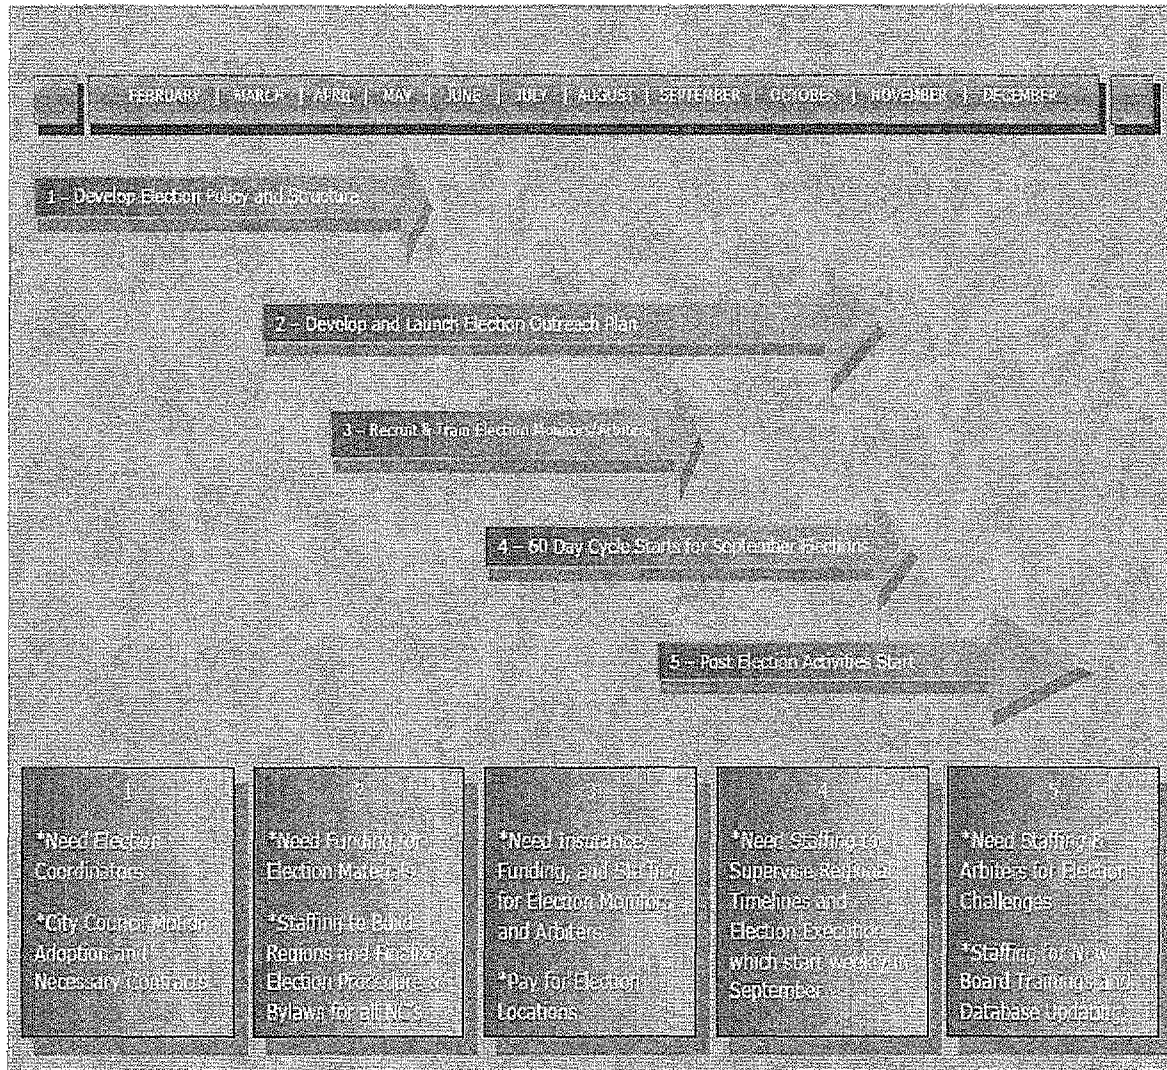 FEBRUARY | MARCH | APRIL | MAY | JUNE | JULY | AUGUST | SEPTEMBER | OCTOBER | NOVEMBER | DECEMBER
1 – Develop Election Policy and Structure
2 – Develop and Launch Election Outreach Plan
3 – Recruit & Train Election Monitors/Arbiters
4 – 60 Day Cycle Starts for September Elections
5 – Post Election Activities Start
1
*Need Election
Coordinators
*City Council Motion
Adoption and
Necessary Contracts
2
*Need Funding for
Election Materials
*Staffing to Build
Regions and Finalize
Election Procedures
Bylaws for all NCs
3
*Need Insurance,
Funding, and Staffing
for Election Monitors
and Arbiters
*Pay for Election
Locations
4
*Need Staffing to
Supervise Regional
Timelines and
Election Execution
which start weekly in
September
5
*Need Staffing &
Arbiters for Election
Challenges
*Staffing for New
Board Trainings and
Database Updating